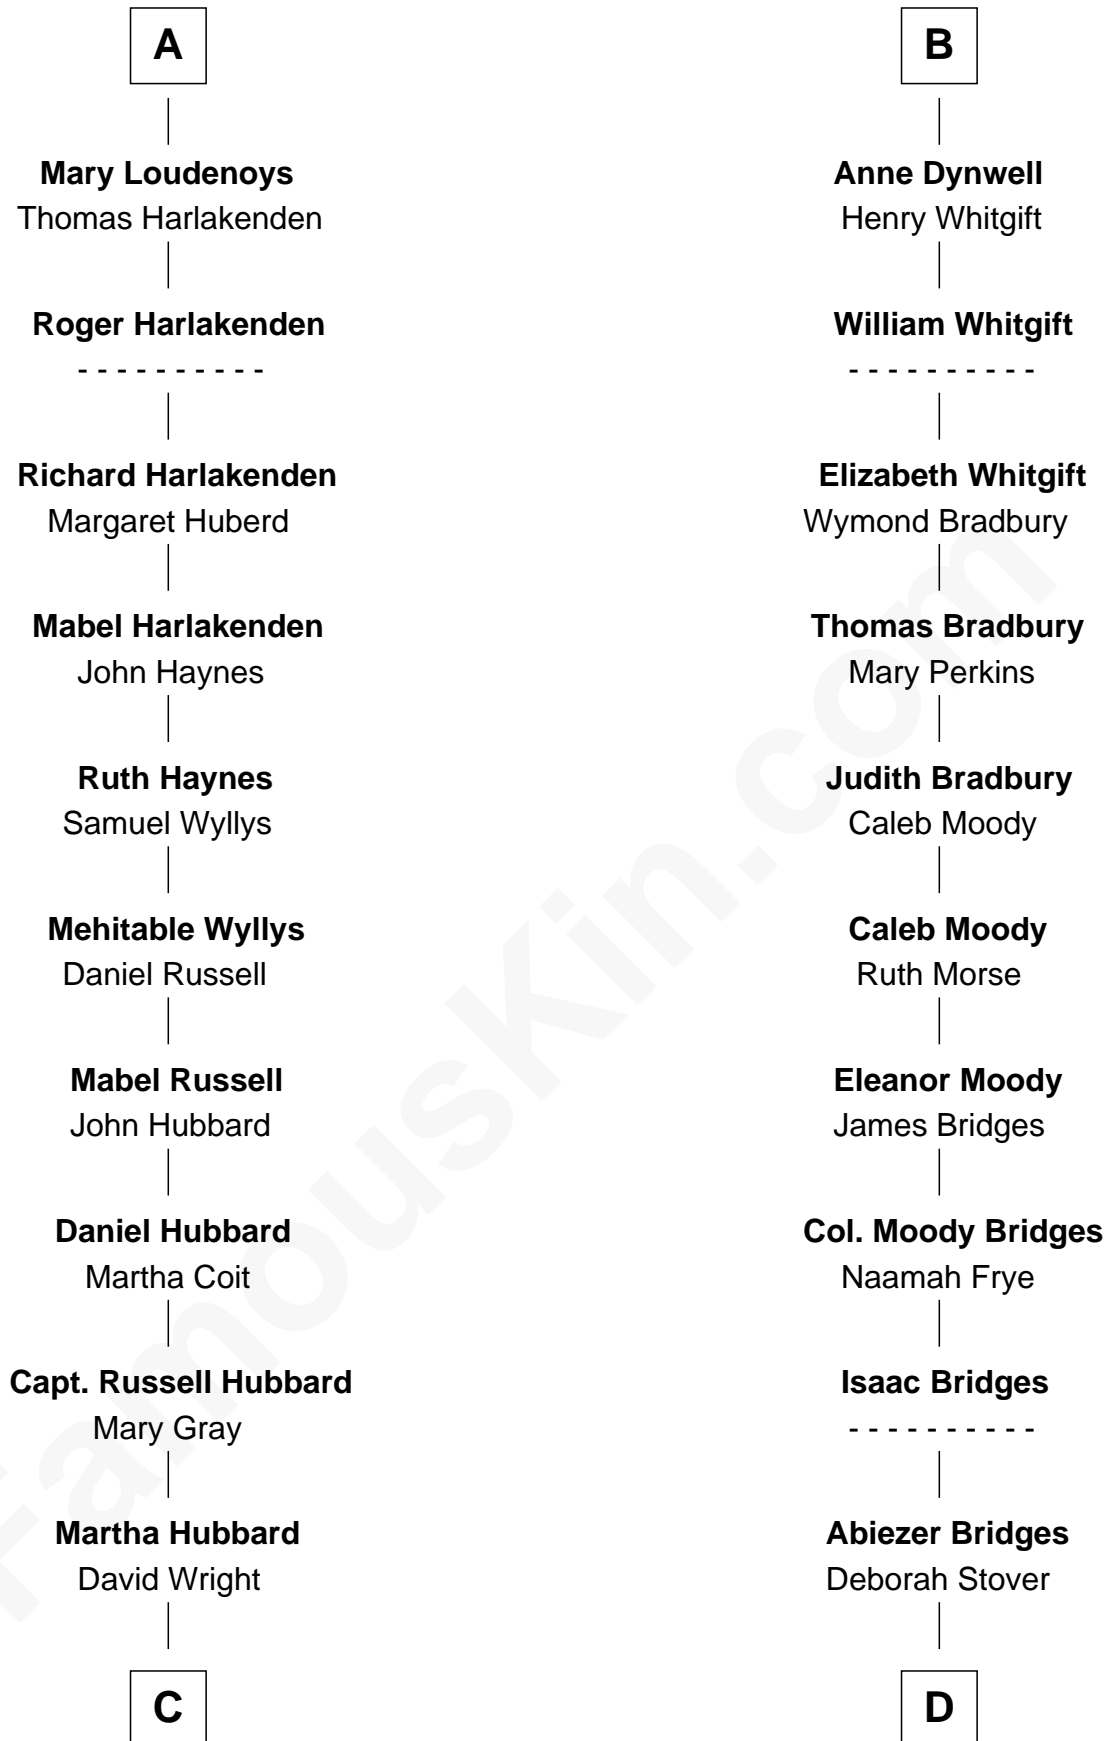 A
Mary Loudenoys
Thomas Harlakenden
Roger Harlakenden
- - - - - - - - - -
Richard Harlakenden
Margaret Huberd
Mabel Harlakenden
John Haynes
Ruth Haynes
Samuel Wyllys
Mehitable Wyllys
Daniel Russell
Mabel Russell
John Hubbard
Daniel Hubbard
Martha Coit
Capt. Russell Hubbard
Mary Gray
Martha Hubbard
David Wright
C
B
Anne Dynwell
Henry Whitgift
William Whitgift
- - - - - - - - - -
Elizabeth Whitgift
Wymond Bradbury
Thomas Bradbury
Mary Perkins
Judith Bradbury
Caleb Moody
Caleb Moody
Ruth Morse
Eleanor Moody
James Bridges
Col. Moody Bridges
Naamah Frye
Isaac Bridges
- - - - - - - - - -
Abiezer Bridges
Deborah Stover
D
FamousKin.com